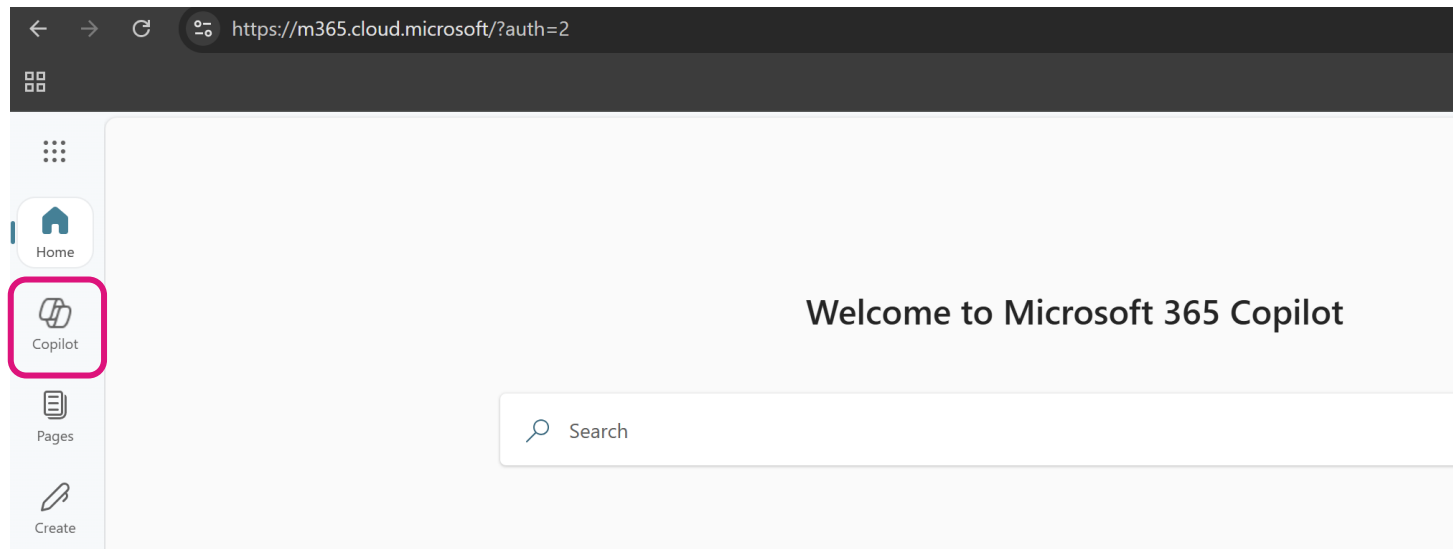 https://m365.cloud.microsoft/?auth=2
Home
Copilot
Pages
Create
Welcome to Microsoft 365 Copilot
Search